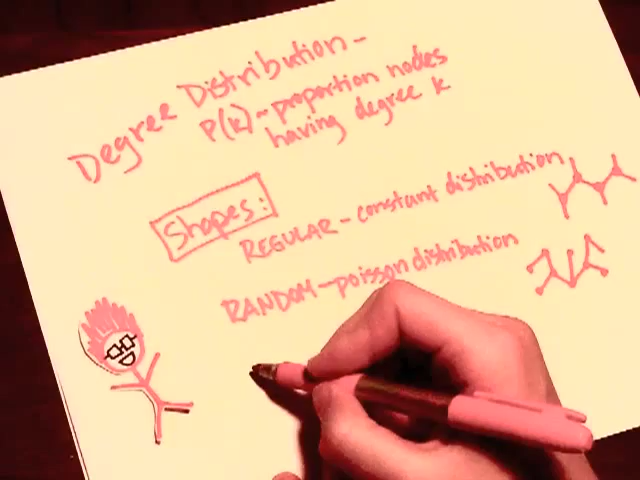 Degree Distribution-
P(k)~proportion nodes
having degree k
Shapes:
REGULAR-constant distribution
RANDOM-poisson distribution